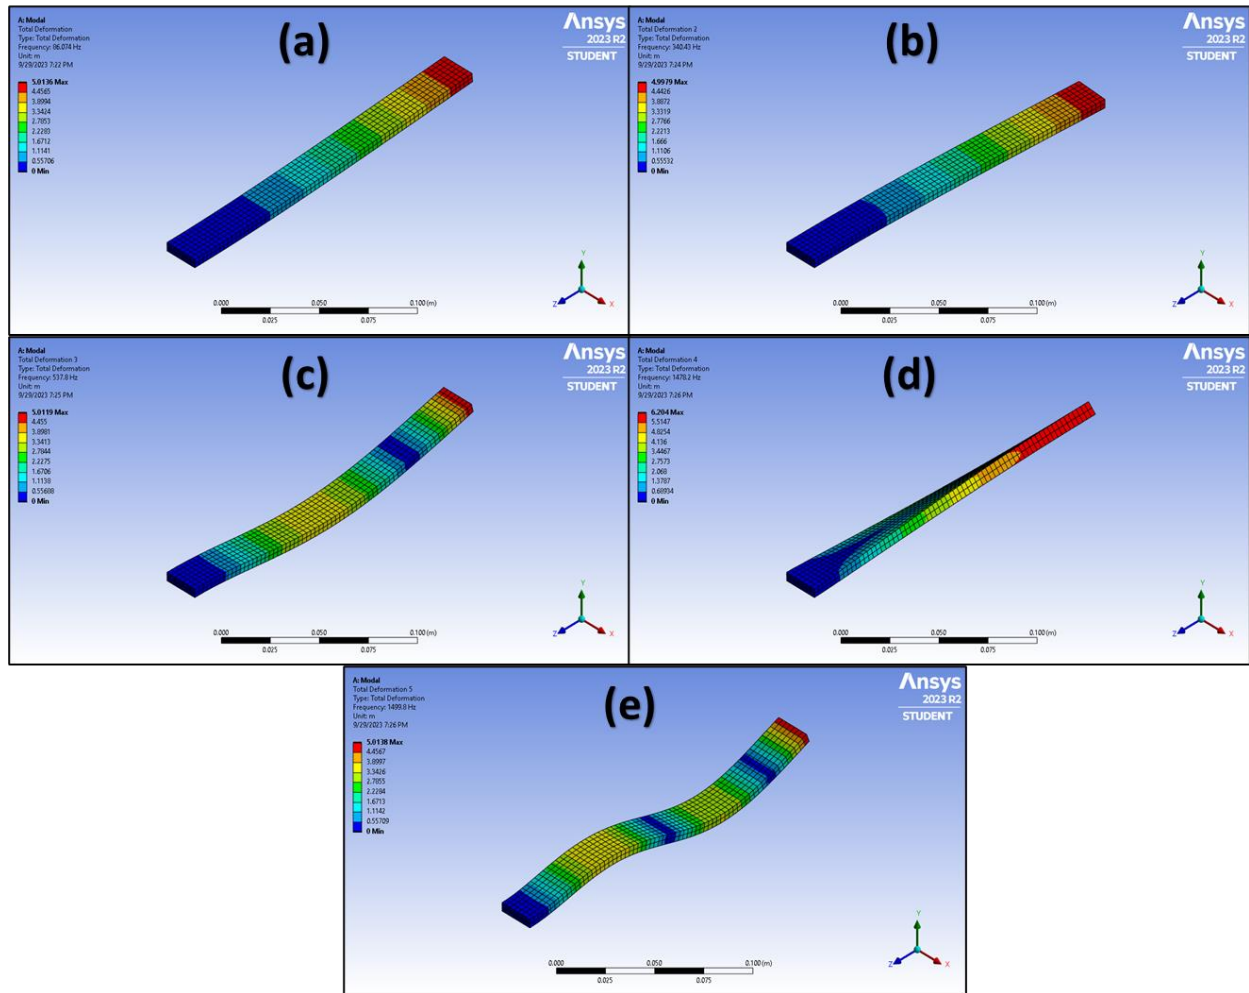 A: Modal
Total Deformation
Type: Total Deformation
Frequency: 86.074 Hz
Unit: m
9/29/2023 7:22 PM
5.0136 Max
4.4565
3.8994
3.3424
2.7853
2.2283
1.6712
1.1141
0.55706
0 Min
(a)
Ansys
2023 R2
STUDENT
0.000
0.050
0.100 (m)
0.025
0.075
Y
Z
X
A: Modal
Total Deformation 2
Type: Total Deformation
Frequency: 340.43 Hz
Unit: m
9/29/2023 7:24 PM
4.9979 Max
4.4426
3.8872
3.3319
2.7766
2.2213
1.666
1.1106
0.55532
0 Min
(b)
Ansys
2023 R2
STUDENT
0.000
0.050
0.100 (m)
0.025
0.075
Y
Z
X
A: Modal
Total Deformation 3
Type: Total Deformation
Frequency: 537.8 Hz
Unit: m
9/29/2023 7:25 PM
5.0119 Max
4.455
3.8981
3.3413
2.7844
2.2275
1.6706
1.1138
0.55688
0 Min
(c)
Ansys
2023 R2
STUDENT
0.000
0.050
0.100 (m)
0.025
0.075
Y
Z
X
A: Modal
Total Deformation 4
Type: Total Deformation
Frequency: 1478.2 Hz
Unit: m
9/29/2023 7:26 PM
6.204 Max
5.5147
4.8254
4.136
3.4467
2.7573
2.068
1.3787
0.68934
0 Min
(d)
Ansys
2023 R2
STUDENT
0.000
0.050
0.100 (m)
0.025
0.075
Y
Z
X
A: Modal
Total Deformation 5
Type: Total Deformation
Frequency: 1499.8 Hz
Unit: m
9/29/2023 7:26 PM
5.0138 Max
4.4567
3.8997
3.3426
2.7855
2.2284
1.6713
1.1142
0.55709
0 Min
(e)
Ansys
2023 R2
STUDENT
0.000
0.050
0.100 (m)
0.025
0.075
Y
Z
X